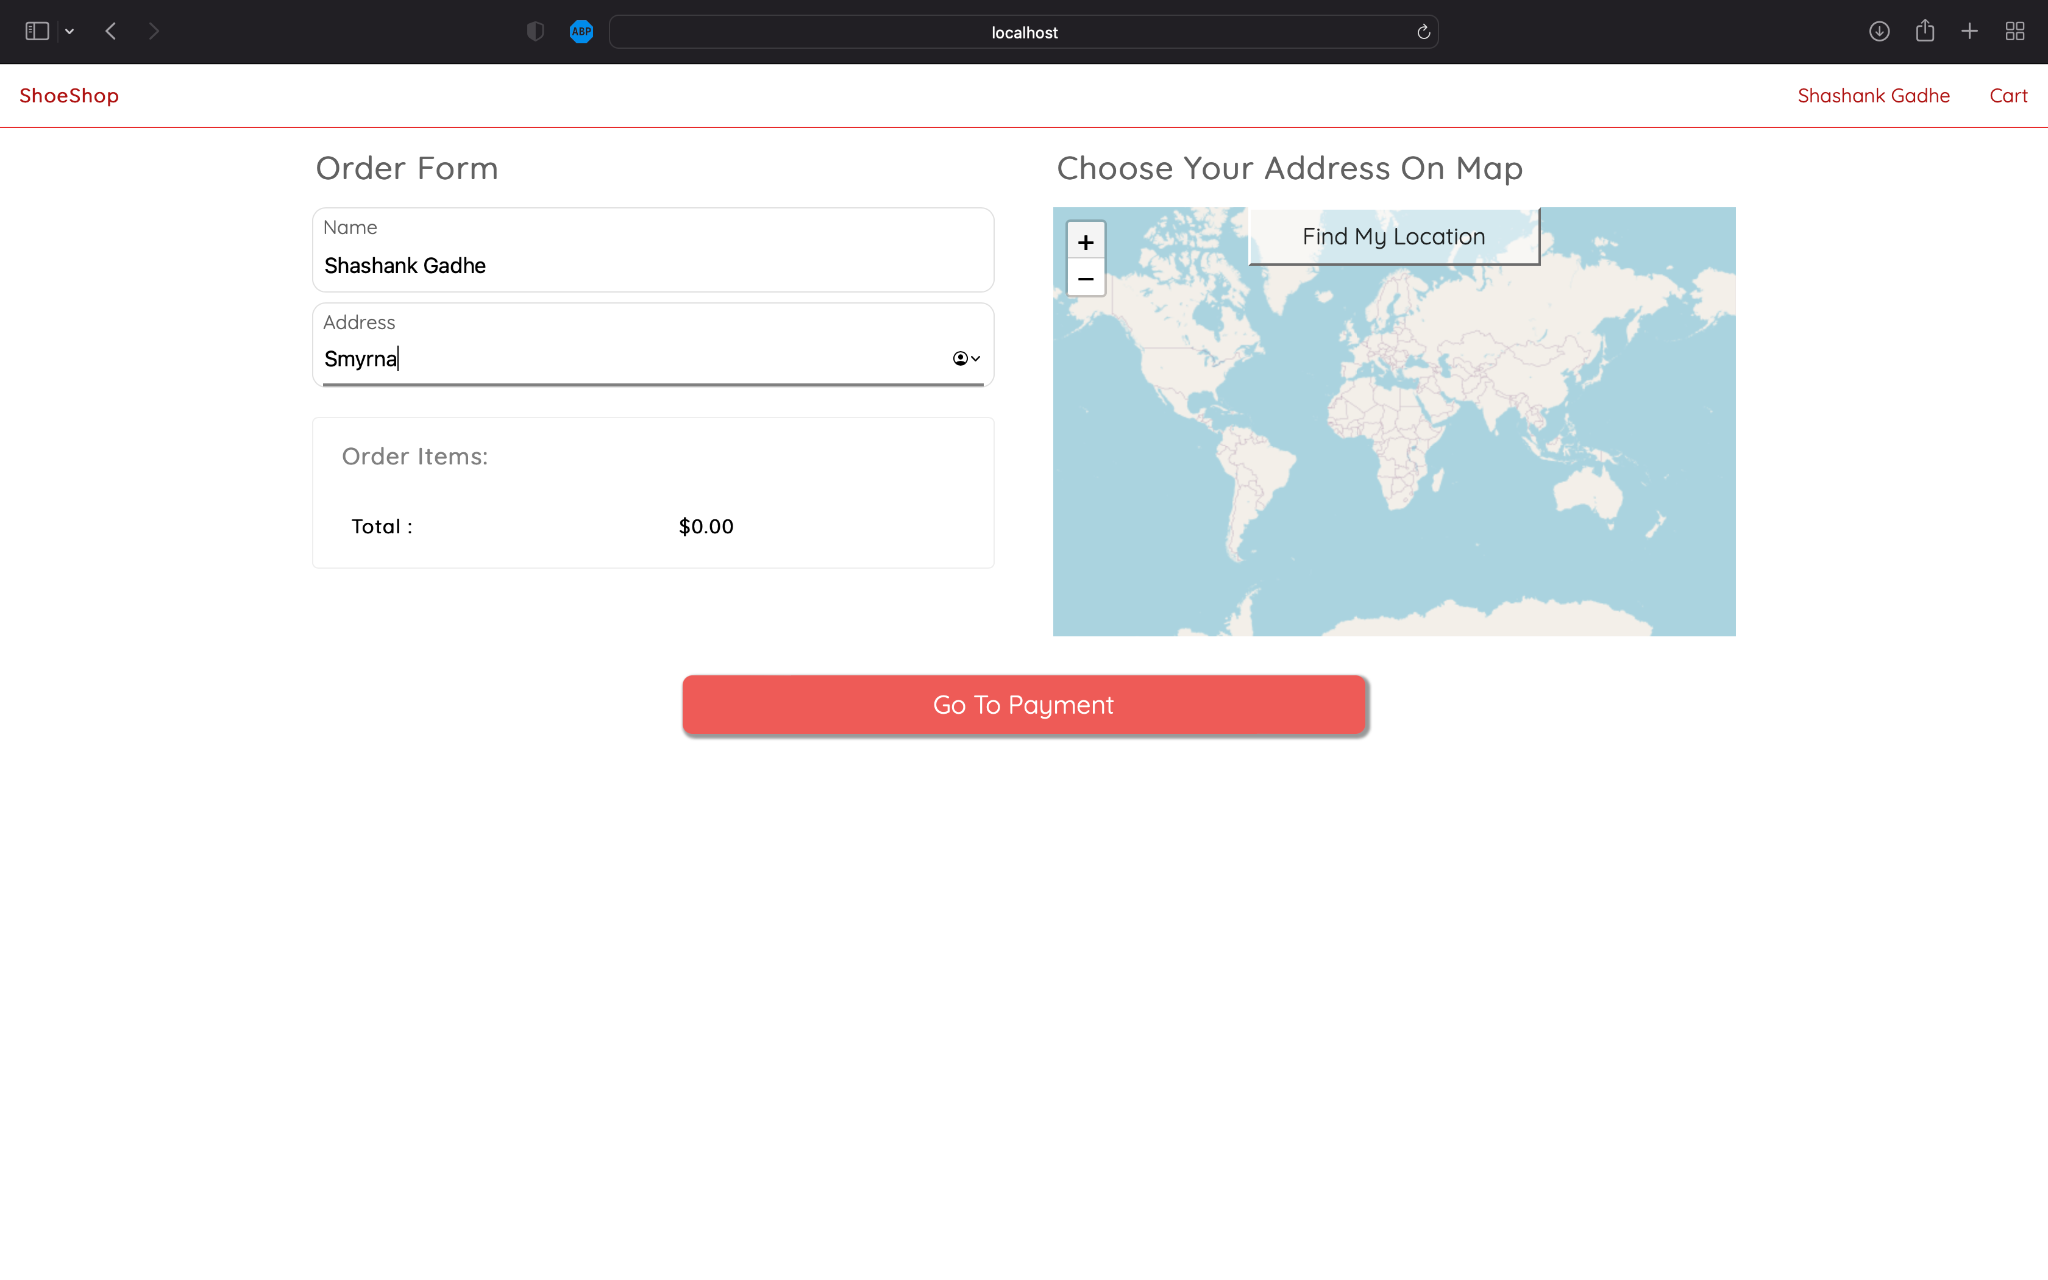 ABP
localhost
ShoeShop
Shashank Gadhe
Cart
Order Form
Name
Shashank Gadhe
Address
Smyrna
Order Items:
Total :
$0.00
Choose Your Address On Map
+
−
Find My Location
Go To Payment